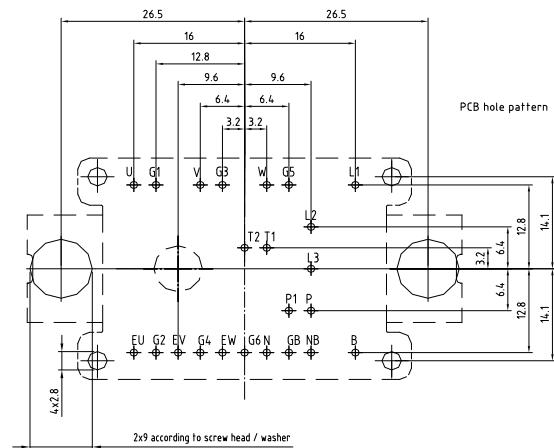 26.5 26.5
16 16
12.8
9.6 9.6
6.4 6.4
3.2 3.2
PCB hole pattern
U G1 V G3 W G5 L1
L2
T2 T1
L3
P1 P
EU G2 EV G4 EW G6 N GB NB B
3.2 6.4 12.8 14.1
6.4 12.8 14.1
4x2.8
2x9 according to screw head / washer